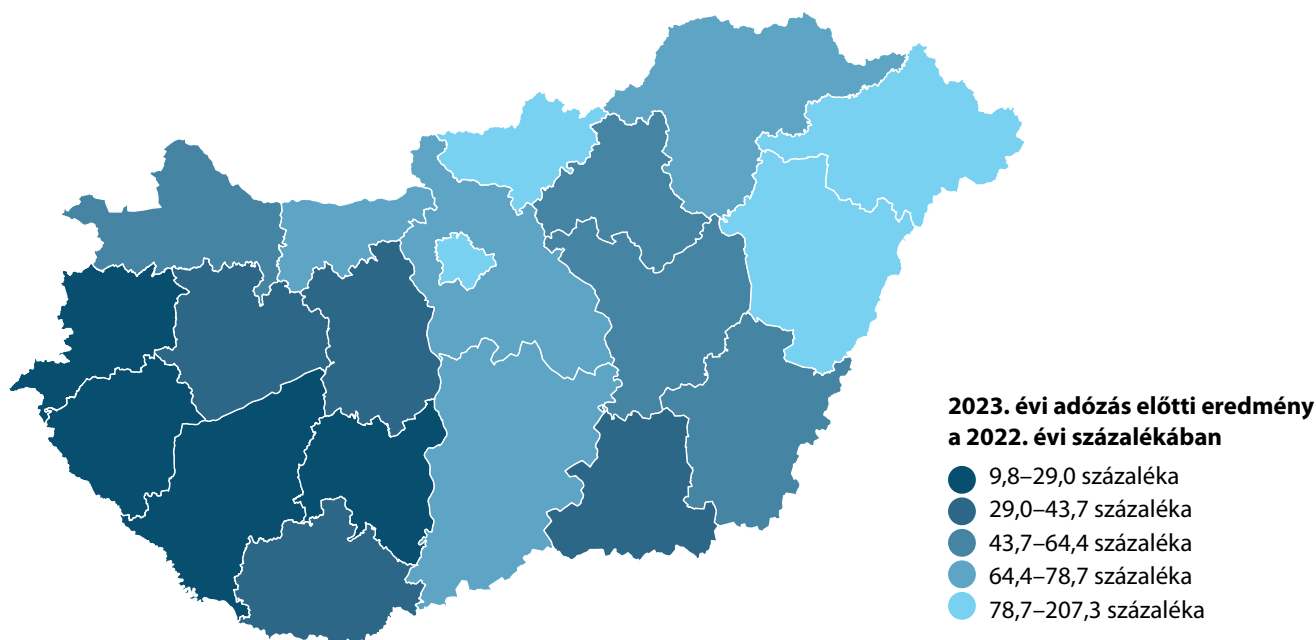 2023. évi adózás előtti eredmény
a 2022. évi százalékában
9,8–29,0 százaléka
29,0–43,7 százaléka
43,7–64,4 százaléka
64,4–78,7 százaléka
78,7–207,3 százaléka